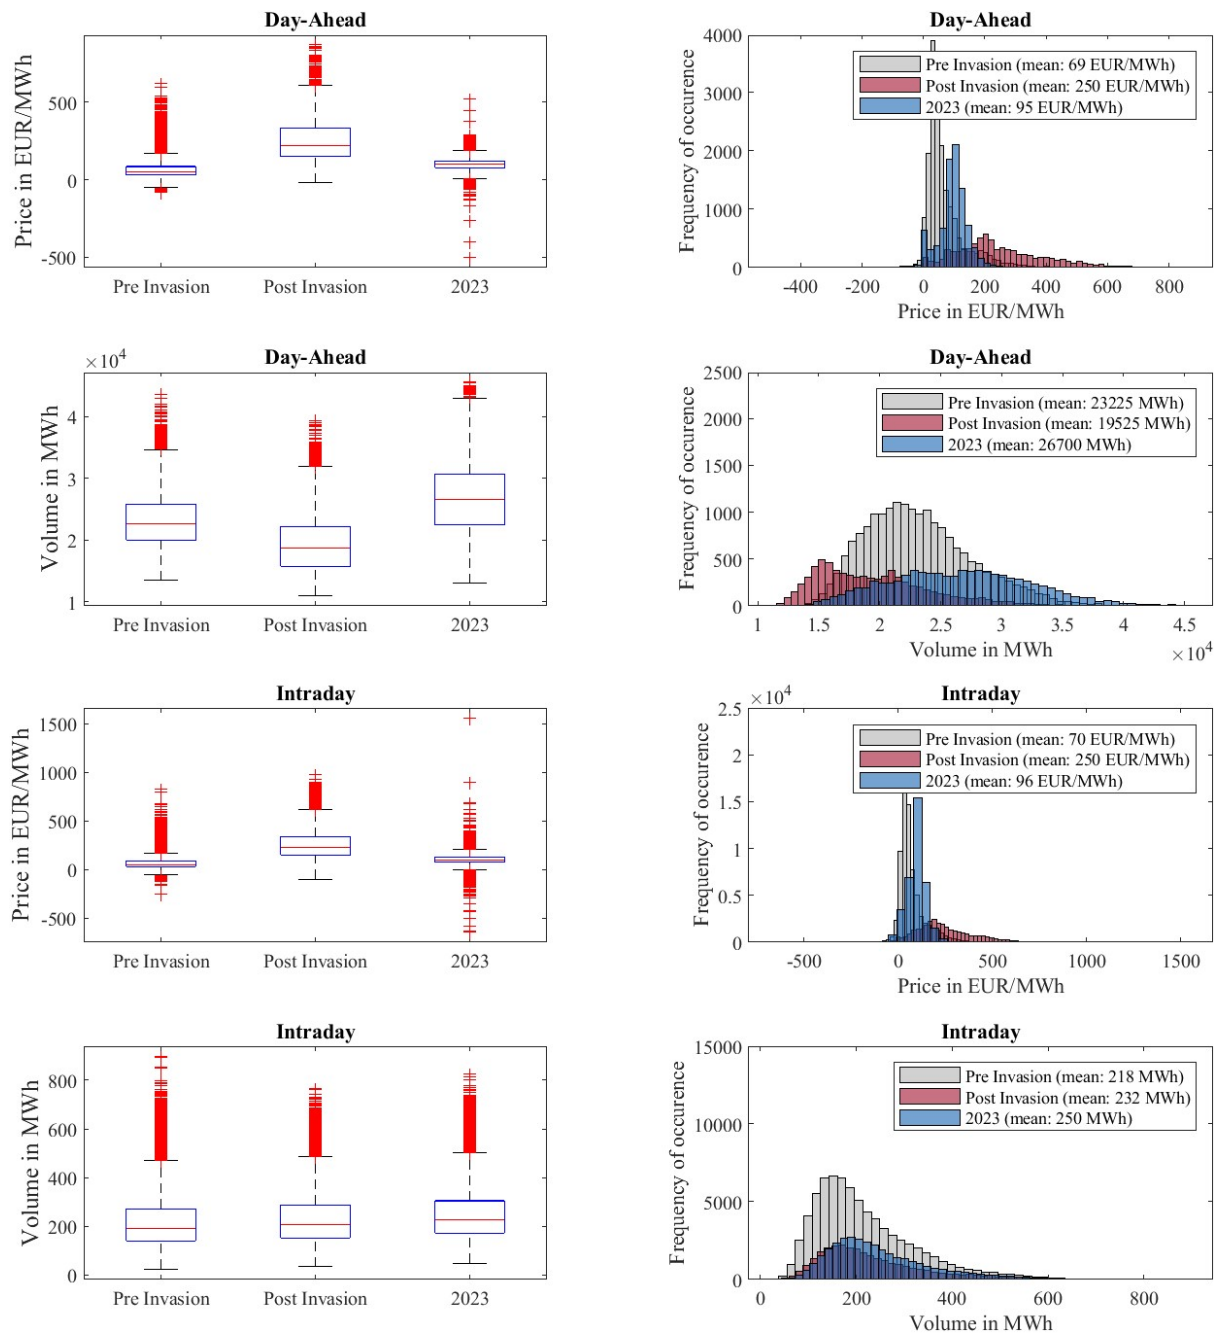 Day-Ahead
Price in EUR/MWh
500
0
-500
Pre Invasion Post Invasion 2023
Day-Ahead
Frequency of occurence
4000
3000
2000
1000
0
Pre Invasion (mean: 69 EUR/MWh)
Post Invasion (mean: 250 EUR/MWh)
2023 (mean: 95 EUR/MWh)
-400 -200 0 200 400 600 800
Price in EUR/MWh
Day-Ahead
×10^4
Volume in MWh
4
3
2
1
Pre Invasion Post Invasion 2023
Day-Ahead
Frequency of occurence
2500
2000
1500
1000
500
0
Pre Invasion (mean: 23225 MWh)
Post Invasion (mean: 19525 MWh)
2023 (mean: 26700 MWh)
1 1.5 2 2.5 3 3.5 4 4.5
Volume in MWh
×10^4
Intraday
Price in EUR/MWh
1500
1000
500
0
-500
Pre Invasion Post Invasion 2023
Intraday
×10^4
Frequency of occurence
2.5
2
1.5
1
0.5
0
Pre Invasion (mean: 70 EUR/MWh)
Post Invasion (mean: 250 EUR/MWh)
2023 (mean: 96 EUR/MWh)
-500 0 500 1000 1500
Price in EUR/MWh
Intraday
Volume in MWh
800
600
400
200
0
Pre Invasion Post Invasion 2023
Intraday
Frequency of occurence
15000
10000
5000
0
Pre Invasion (mean: 218 MWh)
Post Invasion (mean: 232 MWh)
2023 (mean: 250 MWh)
0 200 400 600 800
Volume in MWh